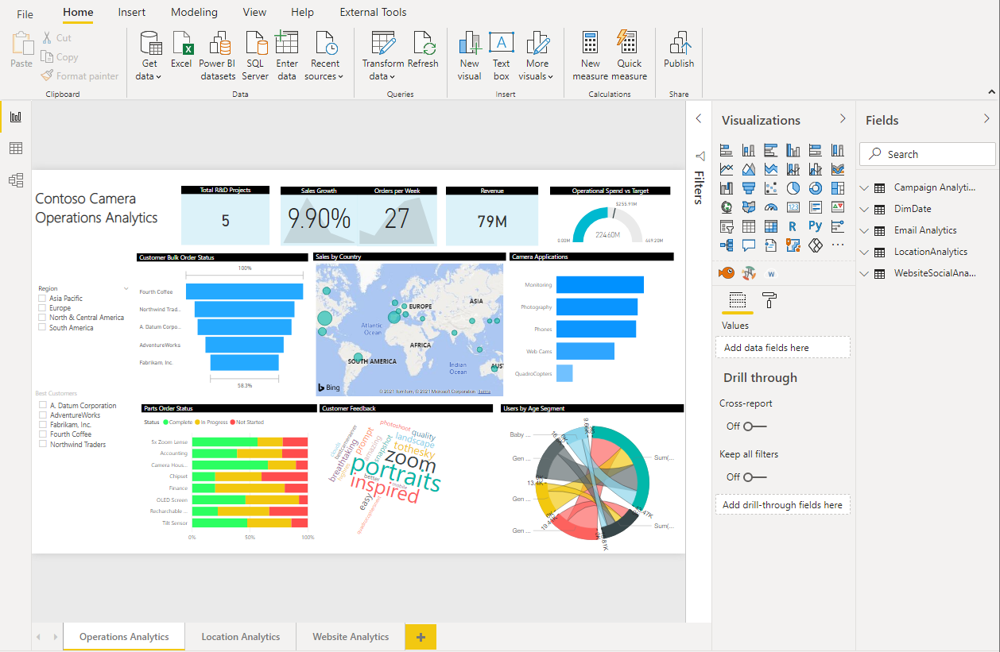 File Home Insert Modeling View Help External Tools
Paste
Cut
Copy
Format painter
Clipboard
Get data
Excel
Power BI datasets
SQL Server
Enter data
Recent sources
Data
Transform data
Refresh
Queries
New visual
Text box
More visuals
Insert
New measure
Quick measure
Calculations
Publish
Share
Contoso Camera
Operations Analytics
Total R&D Projects
5
Sales Growth
9.90%
Orders per Week
27
Revenue
79M
Operational Spend vs Target
$255.91M
224.60M
0.00M
449.20M
Region
Asia Pacific
Europe
North & Central America
South America
Customer Bulk Order Status
100%
Fourth Coffee
Northwind Trad...
A. Datum Corpo...
AdventureWorks
Fabrikam, Inc.
58.3%
Sales by Country
EUROPE
ASIA
Atlantic
Ocean
AFRICA
SOUTH AMERICA
Indian
Ocean
AUST
Bing
© 2021 TomTom, © 2021 Microsoft Corporation Terms
Camera Applications
Monitoring
Photography
Phones
Web Cams
QuadroCopters
Best Customers
A. Datum Corporation
AdventureWorks
Fabrikam, Inc.
Fourth Coffee
Northwind Traders
Parts Order Status
Status Complete In Progress Not Started
5x Zoom Lense
Accounting
Camera Hous...
Chipset
Finance
OLED Screen
Recharchable ...
Tilt Sensor
0% 50% 100%
Customer Feedback
photoshoot
quality
landscape
tothesky
snapshot
amazing
prompt
breathtaking
zoom
portraits
better
mobile
inspired
easy
Users by Age Segment
Baby ...
Gen ...
Gen ...
Gen ...
Sum(...
Sum(...
13.4K
0K
Filters
Visualizations
Values
Add data fields here
Drill through
Cross-report
Off
Keep all filters
Off
Add drill-through fields here
Fields
Search
Campaign Analyti...
DimDate
Email Analytics
LocationAnalytics
WebsiteSocialAna...
Operations Analytics
Location Analytics
Website Analytics